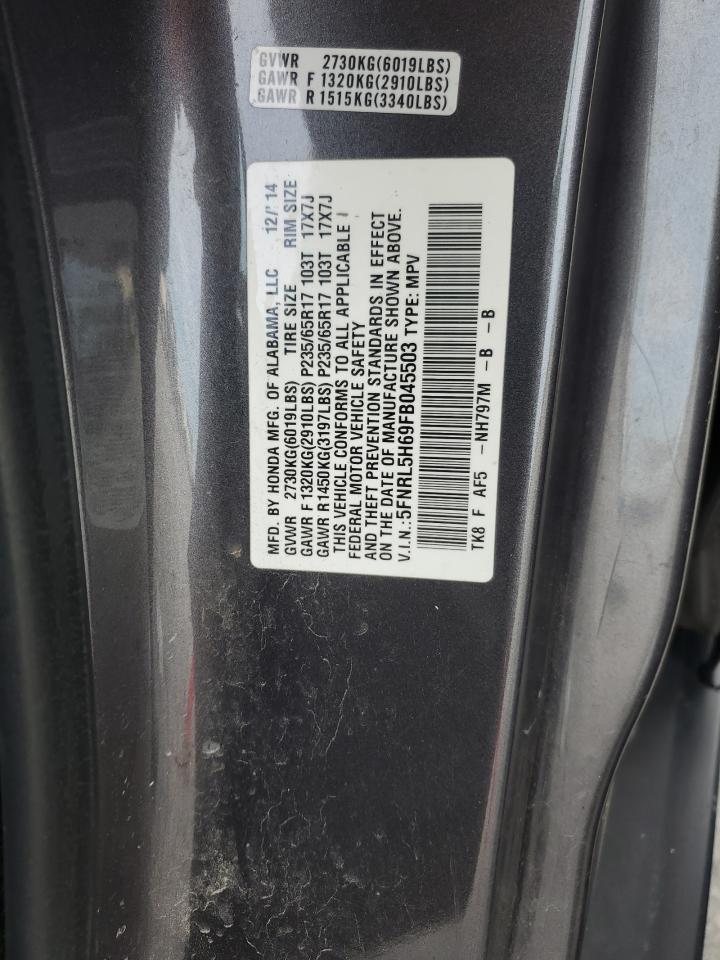 GVWR 2730KG(6019LBS)
GAWR F 1320KG(2910LBS)
GAWR R 1515KG(3340LBS)
MFD. BY HONDA MFG. OF ALABAMA, LLC 12/14
GVWR 2730KG(6019LBS) TIRE SIZE RIM SIZE
GAWR F 1320KG(2910LBS) P235/65R17 103T 17X7J
GAWR R1450KG(3197LBS) P235/65R17 103T 17X7J
THIS VEHICLE CONFORMS TO ALL APPLICABLE
FEDERAL MOTOR VEHICLE SAFETY
AND THEFT PREVENTION STANDARDS IN EFFECT
ON THE DATE OF MANUFACTURE SHOWN ABOVE.
V.I.N.:5FNRL5H69FB045503 TYPE: MPV
TK8 F AF5 -NH797M -B -B